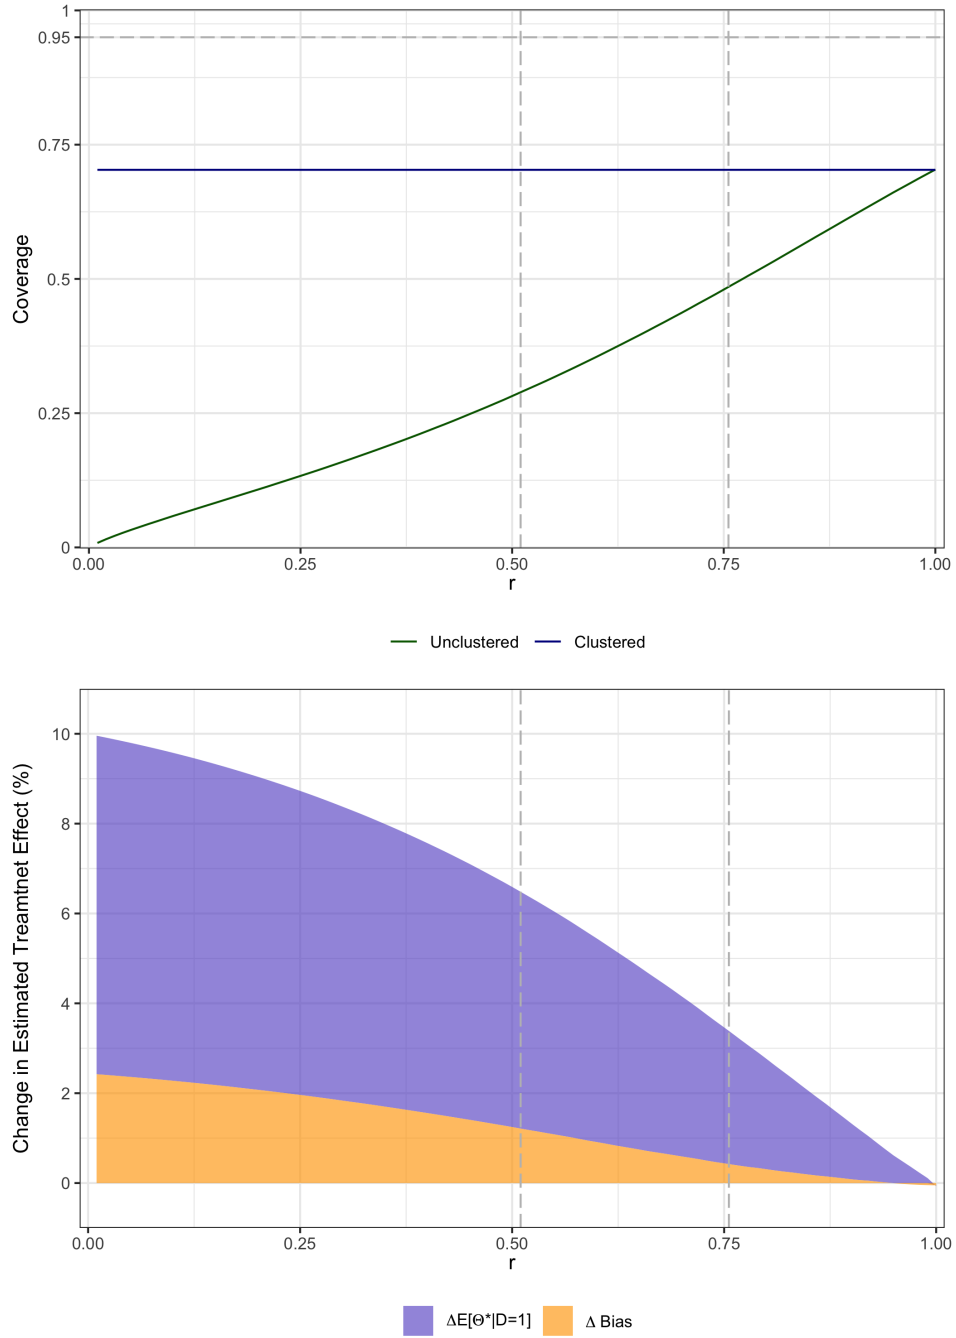 1
0.95
0.75
0.5
0.25
0
Coverage
0.00 0.25 0.50 0.75 1.00
r
Unclustered Clustered
10
8
6
4
2
0
Change in Estimated Treamtnet Effect (%)
0.00 0.25 0.50 0.75 1.00
r
ΔE[Θ*|D=1] Δ Bias